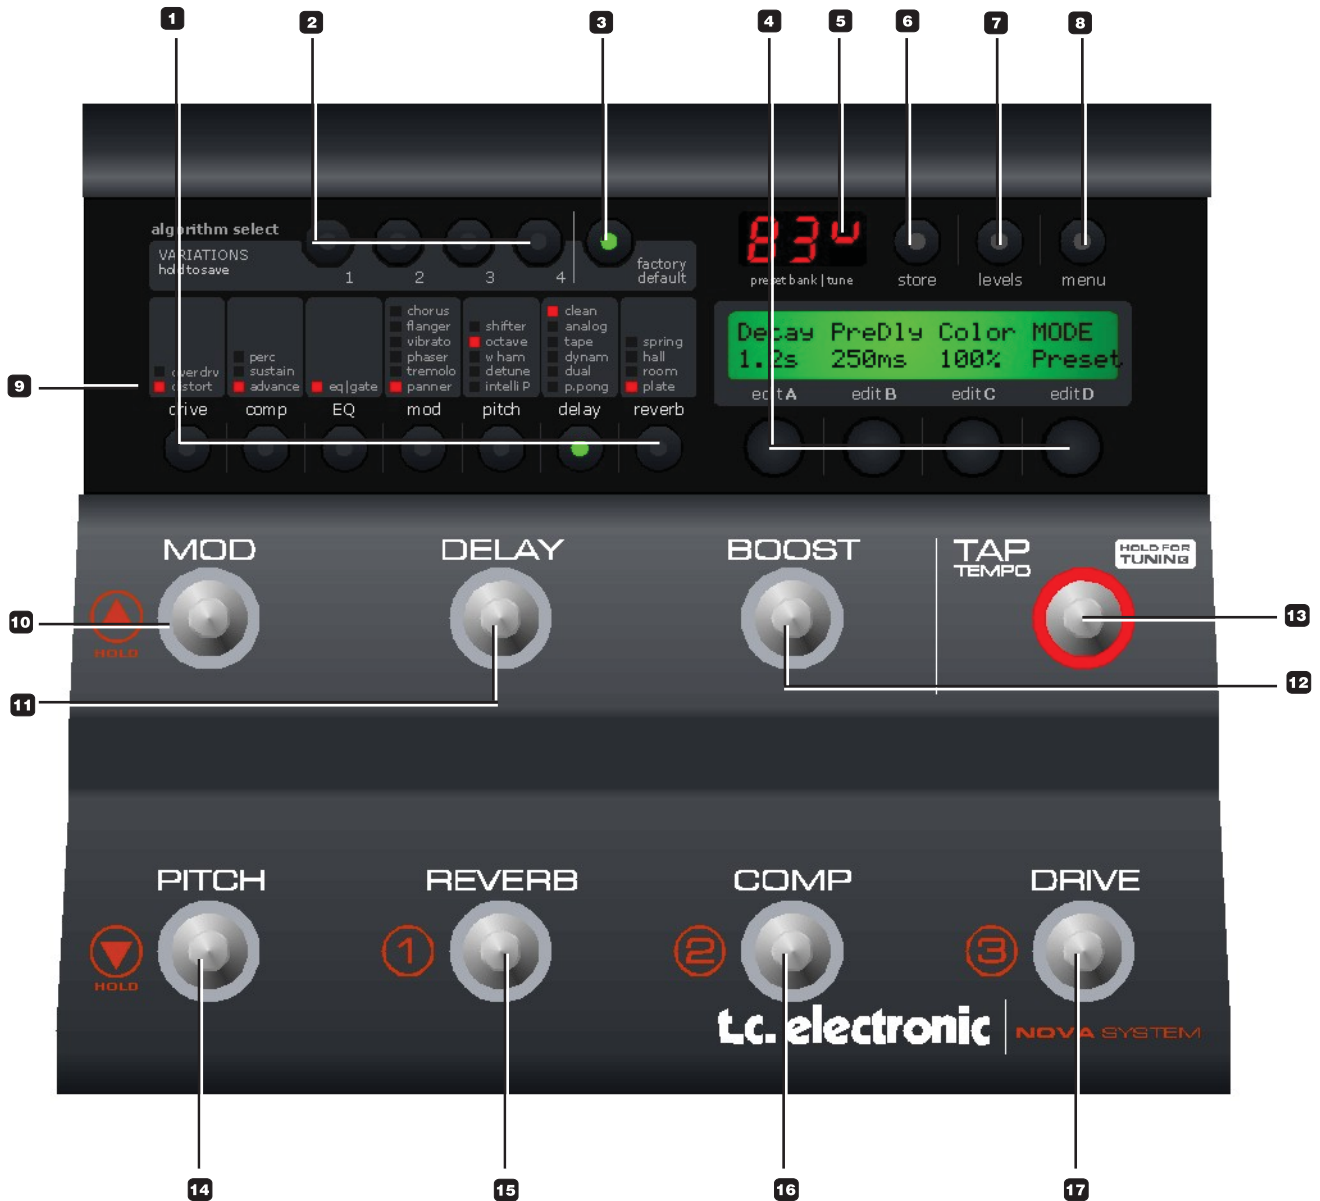 1 2 3 4 5 6 7 8
algorithm select
VARIATIONS
hold to save
1 2 3 4
factory
default
83
preset bank | tune
store levels menu
overdrv
distort
drive
perc
sustain
advance
comp
eq|gate
EQ
chorus
flanger
vibrato
phaser
tremolo
panner
mod
shifter
octave
wham
detune
intelli P
pitch
clean
analog
tape
dynam
dual
p.pong
delay
spring
hall
room
plate
reverb
Decay PreDly Color MODE
1.2s 250ms 100% Preset
edit A edit B edit C edit D
9
MOD DELAY BOOST TAP
TEMPO
HOLD FOR
TUNING
HOLD
10
11
12
13
PITCH REVERB COMP DRIVE
HOLD
1 2 3
t.c. electronic | NOVA SYSTEM
14 15 16 17